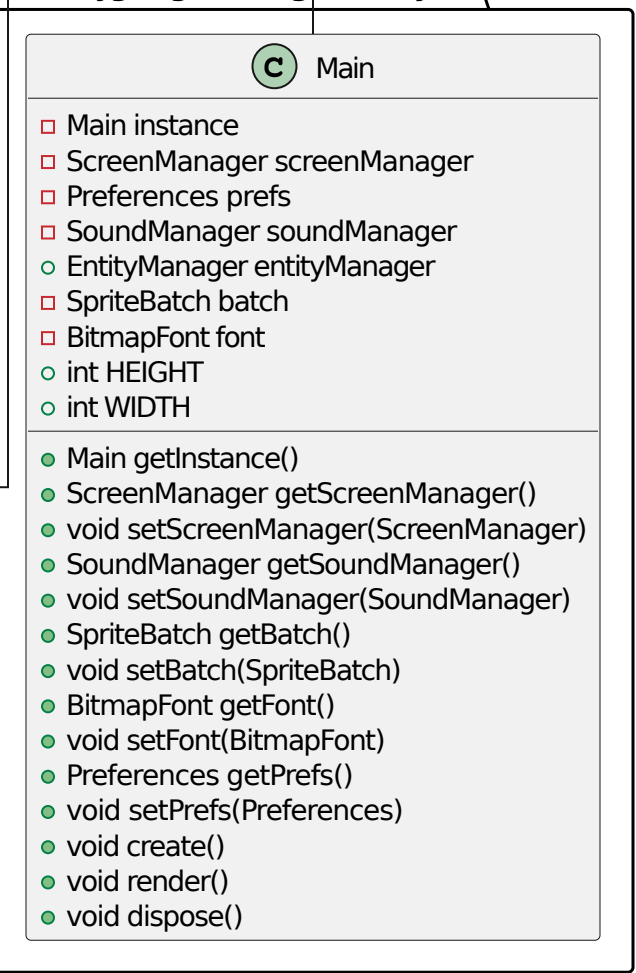 C Main
Main instance
ScreenManager screenManager
Preferences prefs
SoundManager soundManager
EntityManager entityManager
SpriteBatch batch
BitmapFont font
int HEIGHT
int WIDTH
Main getInstance()
ScreenManager getScreenManager()
void setScreenManager(ScreenManager)
SoundManager getSoundManager()
void setSoundManager(SoundManager)
SpriteBatch getBatch()
void setBatch(SpriteBatch)
BitmapFont getFont()
void setFont(BitmapFont)
Preferences getPrefs()
void setPrefs(Preferences)
void create()
void render()
void dispose()